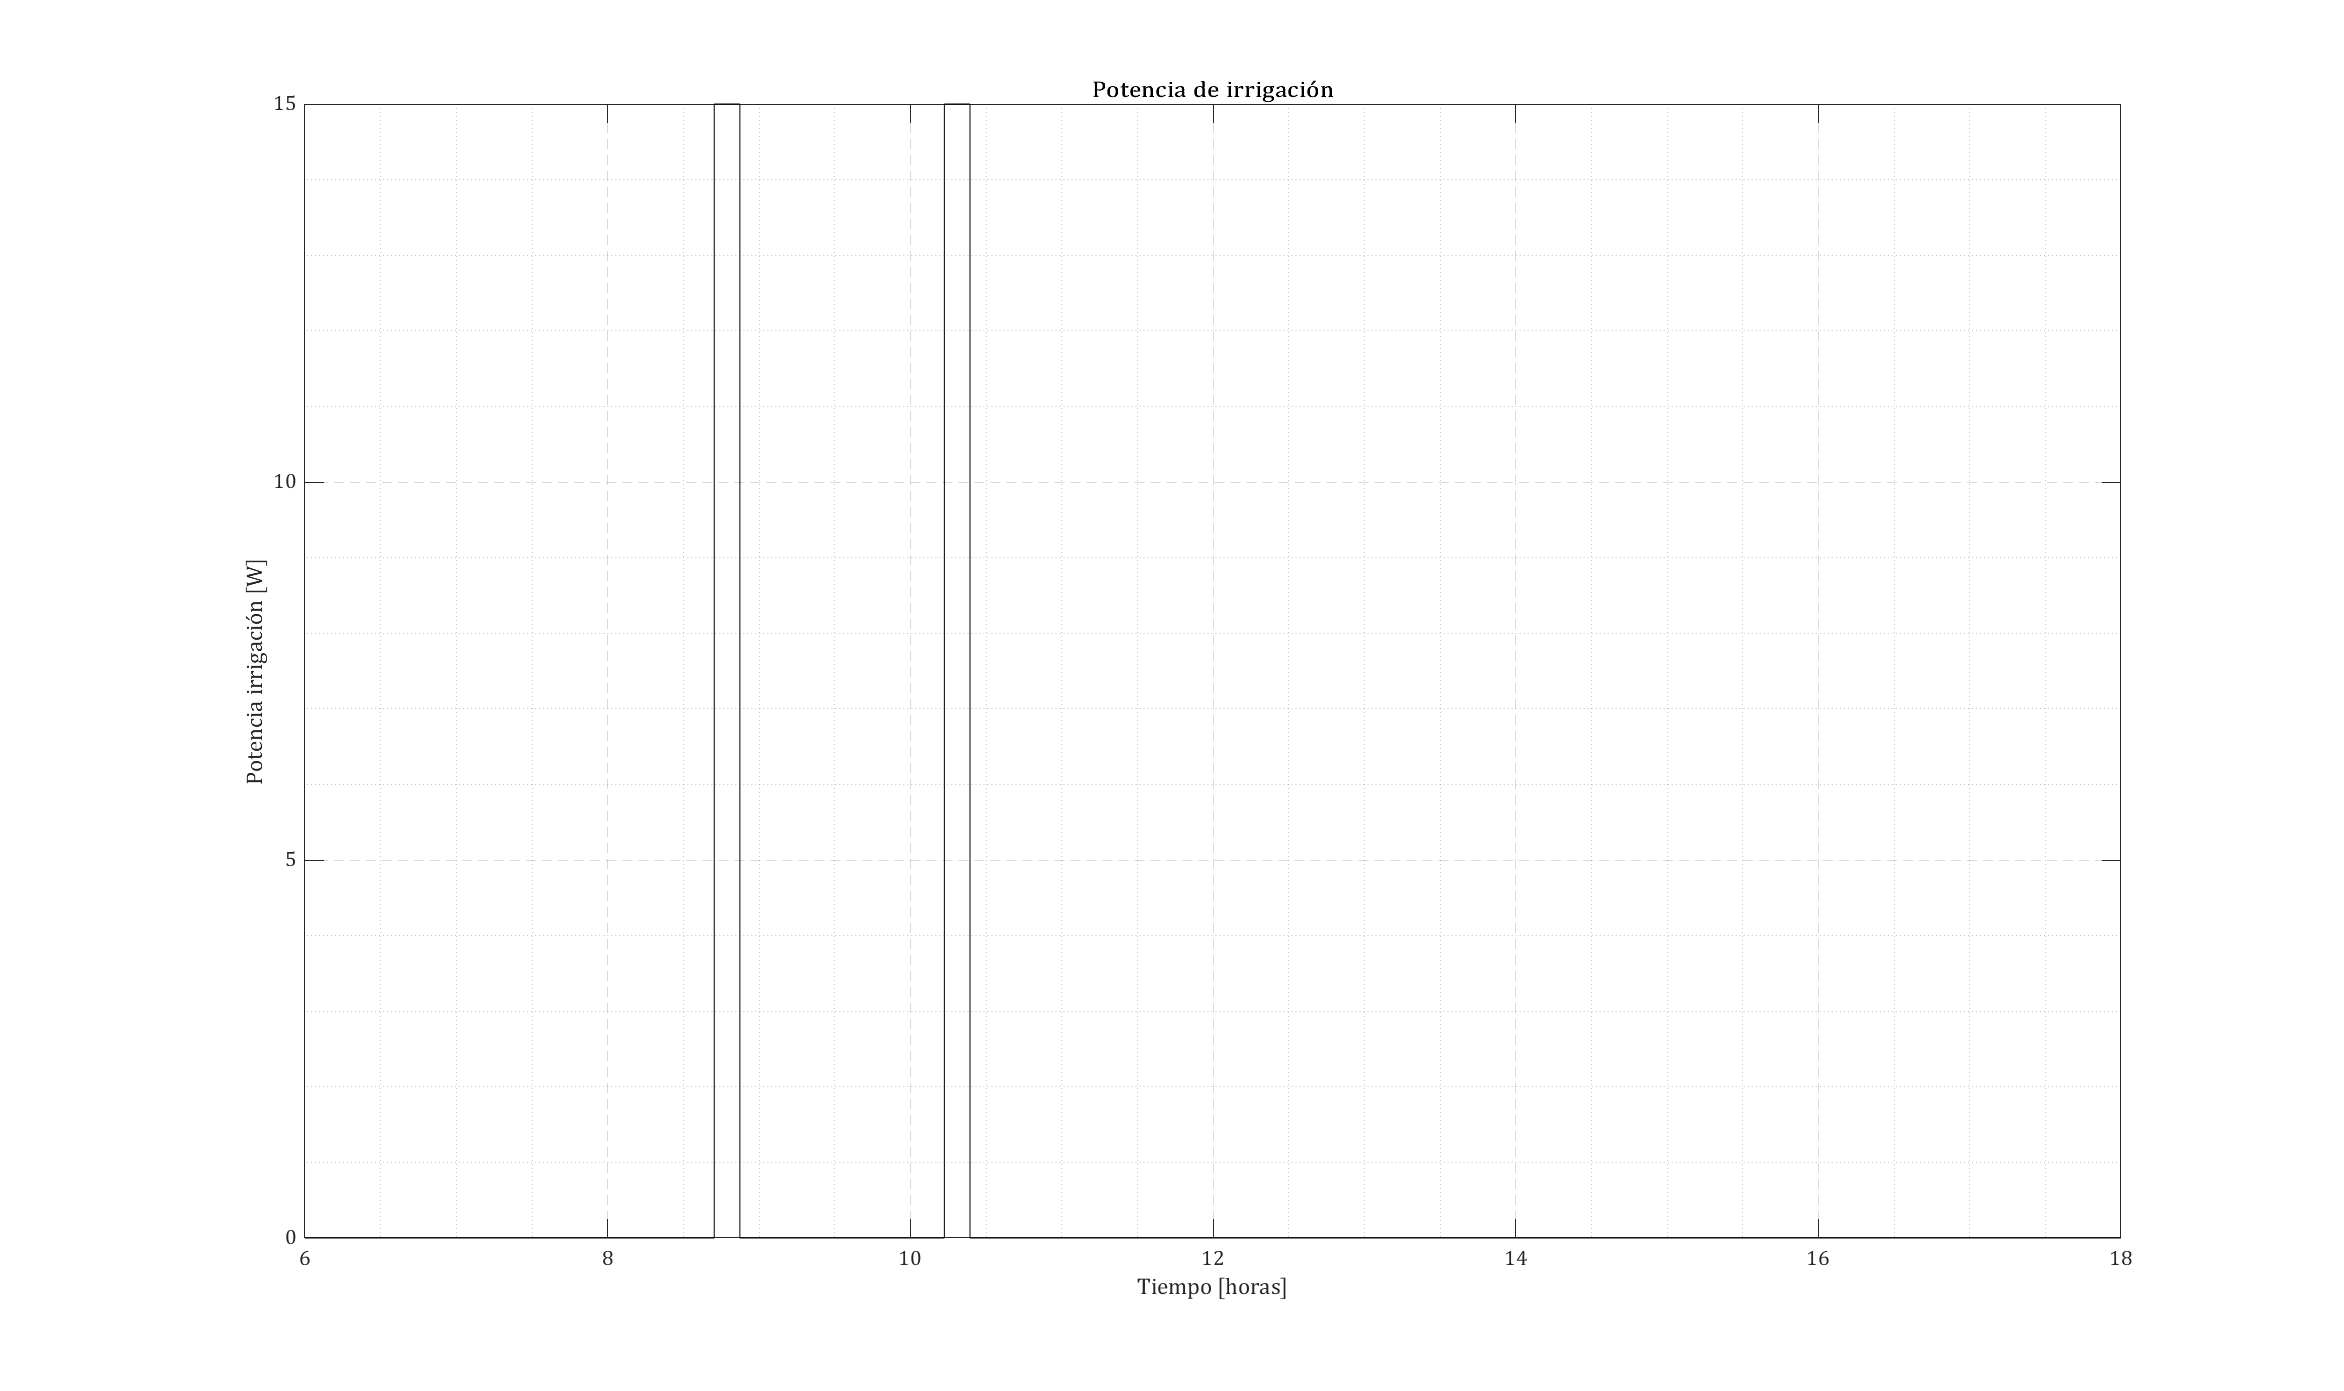 Potencia de irrigación
15
10
5
0
Potencia irrigación [W]
6 8 10 12 14 16 18
Tiempo [horas]